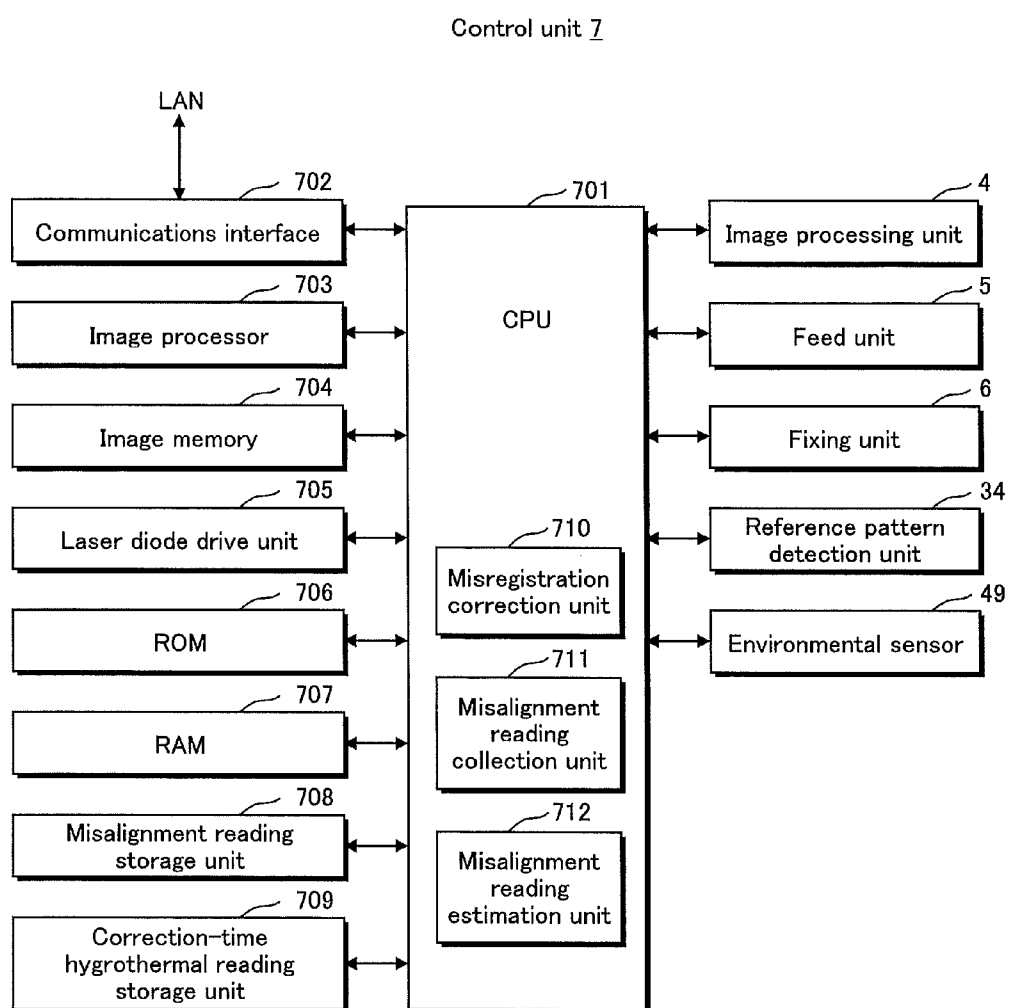 Control unit 7
LAN
702
Communications interface
703
Image processor
704
Image memory
705
Laser diode drive unit
706
ROM
707
RAM
708
Misalignment reading
storage unit
709
Correction-time
hygrothermal reading
storage unit
701
CPU
710
Misregistration
correction unit
711
Misalignment
reading
collection unit
712
Misalignment
reading
estimation unit
4
Image processing unit
5
Feed unit
6
Fixing unit
34
Reference pattern
detection unit
49
Environmental sensor